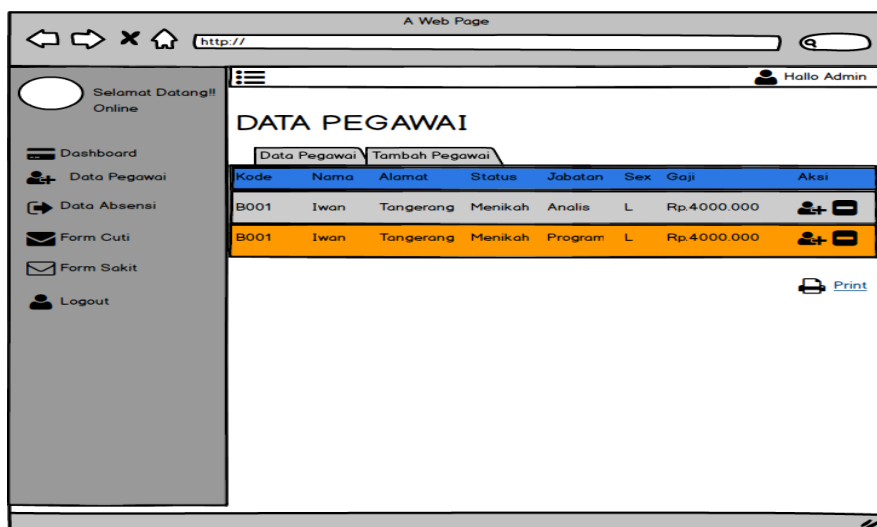 A Web Page
http://
Selamat Datang!!
Online
Dashboard
Data Pegawai
Data Absensi
Form Cuti
Form Sakit
Logout
Hallo Admin
DATA PEGAWAI
Data Pegawai Tambah Pegawai
Kode Nama Alamat Status Jabatan Sex Gaji Aksi
B001 Iwan Tangerang Menikah Analis L Rp.4000.000
B001 Iwan Tangerang Menikah Program L Rp.4000.000
Print